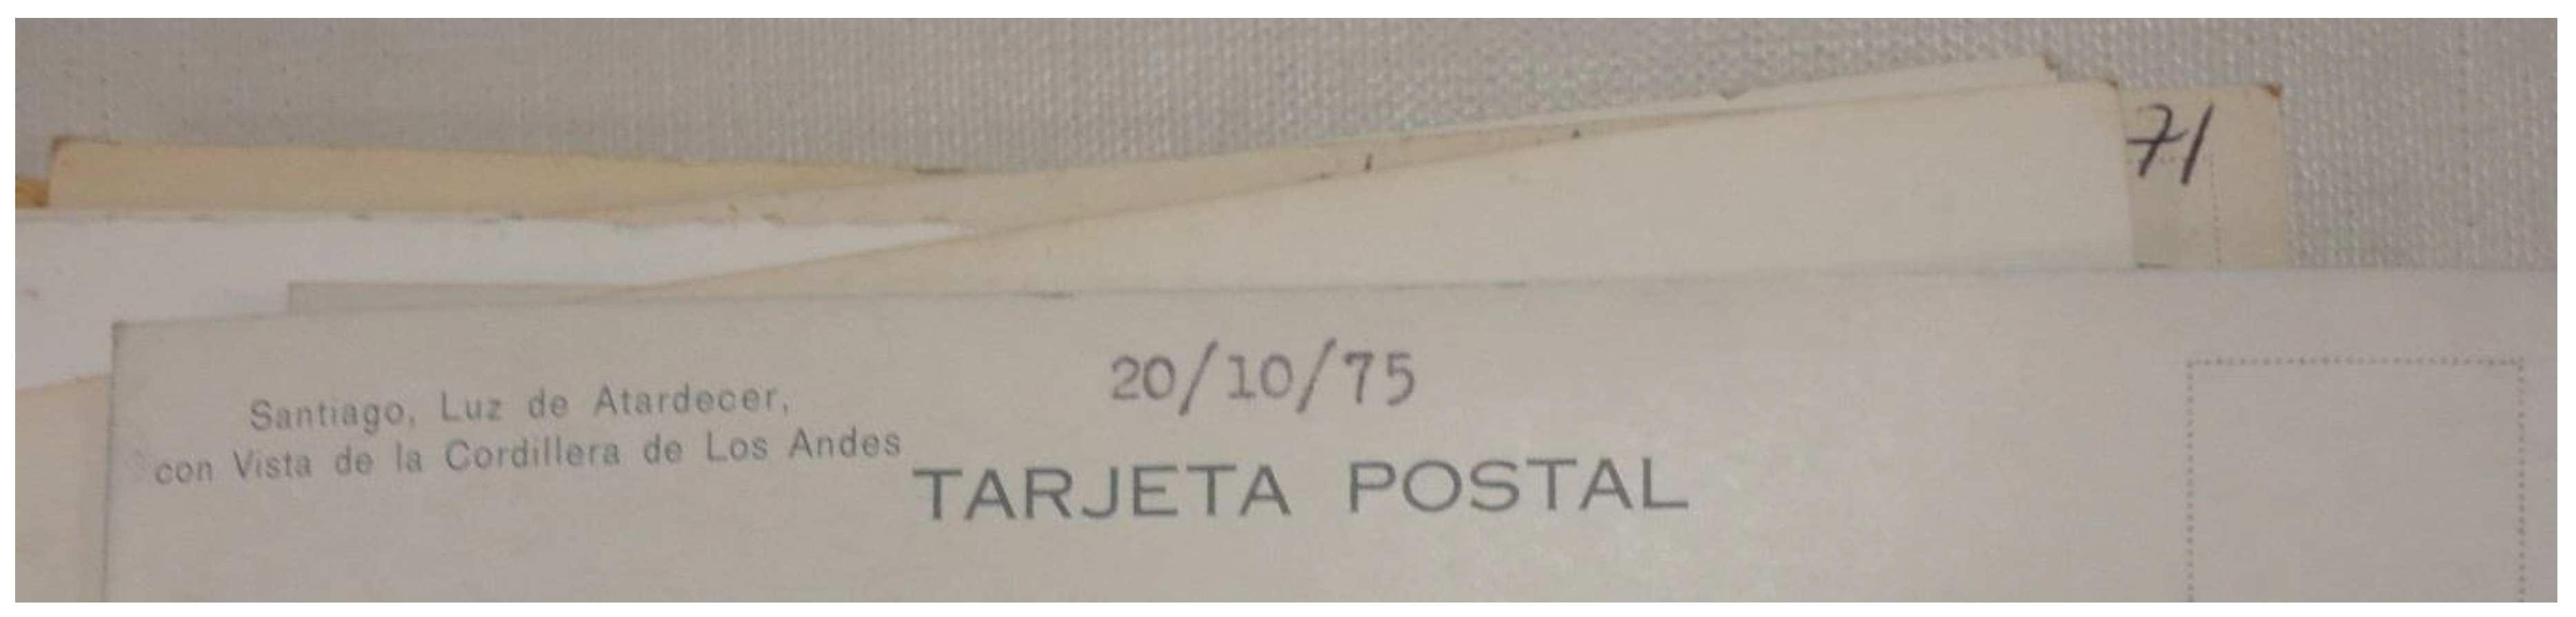 71
20/10/75
Santiago, Luz de Atardecer,
con Vista de la Cordillera de Los Andes
TARJETA POSTAL